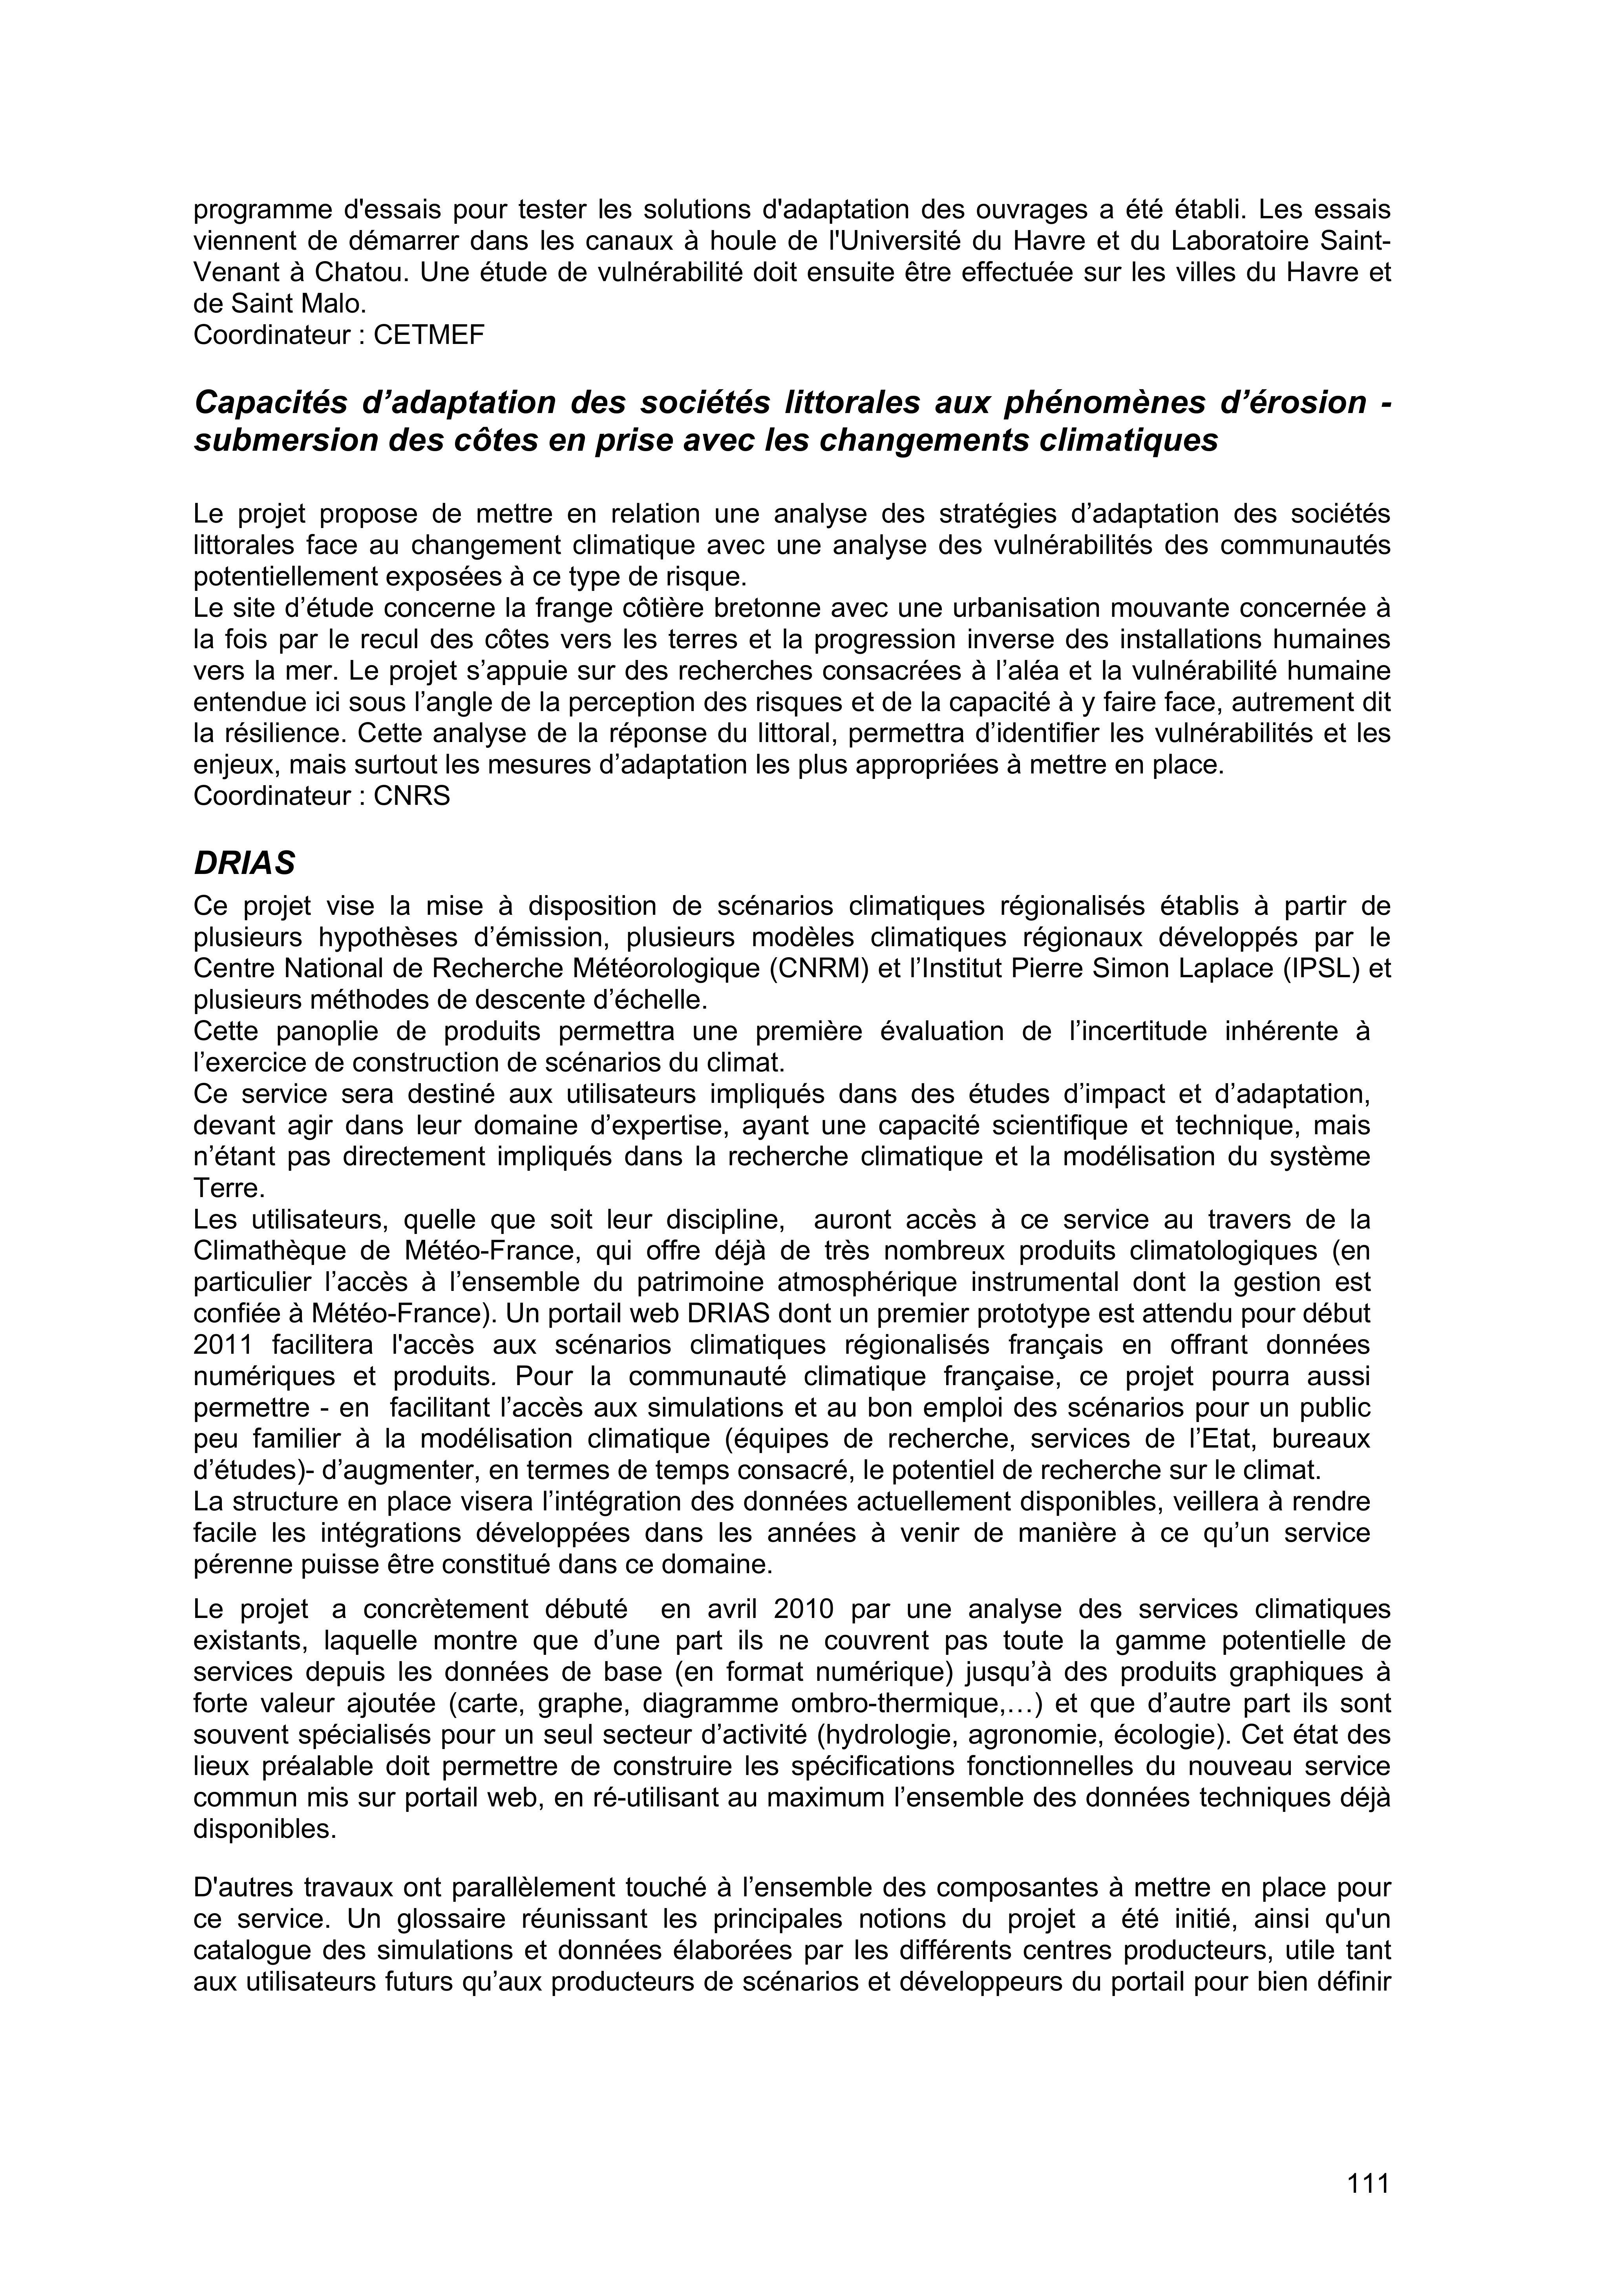 programme d'essais pour tester les solutions d'adaptation des ouvrages a été établi. Les essais
viennent de démarrer dans les canaux à houle de l'Université du Havre et du Laboratoire Saint-
Venant à Chatou. Une étude de vulnérabilité doit ensuite être effectuée sur les villes du Havre et
de Saint Malo.
Coordinateur : CETMEF
Capacités d’adaptation des sociétés littorales aux phénomènes d’érosion -
submersion des côtes en prise avec les changements climatiques
Le projet propose de mettre en relation une analyse des stratégies d’adaptation des sociétés
littorales face au changement climatique avec une analyse des vulnérabilités des communautés
potentiellement exposées à ce type de risque.
Le site d’étude concerne la frange côtière bretonne avec une urbanisation mouvante concernée à
la fois par le recul des côtes vers les terres et la progression inverse des installations humaines
vers la mer. Le projet s’appuie sur des recherches consacrées à l’aléa et la vulnérabilité humaine
entendue ici sous l’angle de la perception des risques et de la capacité à y faire face, autrement dit
la résilience. Cette analyse de la réponse du littoral, permettra d’identifier les vulnérabilités et les
enjeux, mais surtout les mesures d’adaptation les plus appropriées à mettre en place.
Coordinateur : CNRS
DRIAS
Ce projet vise la mise à disposition de scénarios climatiques régionalisés établis à partir de
plusieurs hypothèses d’émission, plusieurs modèles climatiques régionaux développés par le
Centre National de Recherche Météorologique (CNRM) et l’Institut Pierre Simon Laplace (IPSL) et
plusieurs méthodes de descente d’échelle.
Cette panoplie de produits permettra une première évaluation de l’incertitude inhérente à
l’exercice de construction de scénarios du climat.
Ce service sera destiné aux utilisateurs impliqués dans des études d’impact et d’adaptation,
devant agir dans leur domaine d’expertise, ayant une capacité scientifique et technique, mais
n’étant pas directement impliqués dans la recherche climatique et la modélisation du système
Terre.
Les utilisateurs, quelle que soit leur discipline,  auront accès à ce service au travers de la
Climathèque de Météo-France, qui offre déjà de très nombreux produits climatologiques (en
particulier l’accès à l’ensemble du patrimoine atmosphérique instrumental dont la gestion est
confiée à Météo-France). Un portail web DRIAS dont un premier prototype est attendu pour début
2011 facilitera l'accès aux scénarios climatiques régionalisés français en offrant données
numériques et produits. Pour la communauté climatique française, ce projet pourra aussi
permettre - en  facilitant l’accès aux simulations et au bon emploi des scénarios pour un public
peu familier à la modélisation climatique (équipes de recherche, services de l’Etat, bureaux
d’études)- d’augmenter, en termes de temps consacré, le potentiel de recherche sur le climat.
La structure en place visera l’intégration des données actuellement disponibles, veillera à rendre
facile les intégrations développées dans les années à venir de manière à ce qu’un service
pérenne puisse être constitué dans ce domaine.
Le projet a concrètement débuté  en avril 2010 par une analyse des services climatiques
existants, laquelle montre que d’une part ils ne couvrent pas toute la gamme potentielle de
services depuis les données de base (en format numérique) jusqu’à des produits graphiques à
forte valeur ajoutée (carte, graphe, diagramme ombro-thermique,…) et que d’autre part ils sont
souvent spécialisés pour un seul secteur d’activité (hydrologie, agronomie, écologie). Cet état des
lieux préalable doit permettre de construire les spécifications fonctionnelles du nouveau service
commun mis sur portail web, en ré-utilisant au maximum l’ensemble des données techniques déjà
disponibles.
D'autres travaux ont parallèlement touché à l’ensemble des composantes à mettre en place pour
ce service. Un glossaire réunissant les principales notions du projet a été initié, ainsi qu'un
catalogue des simulations et données élaborées par les différents centres producteurs, utile tant
aux utilisateurs futurs qu’aux producteurs de scénarios et développeurs du portail pour bien définir
111